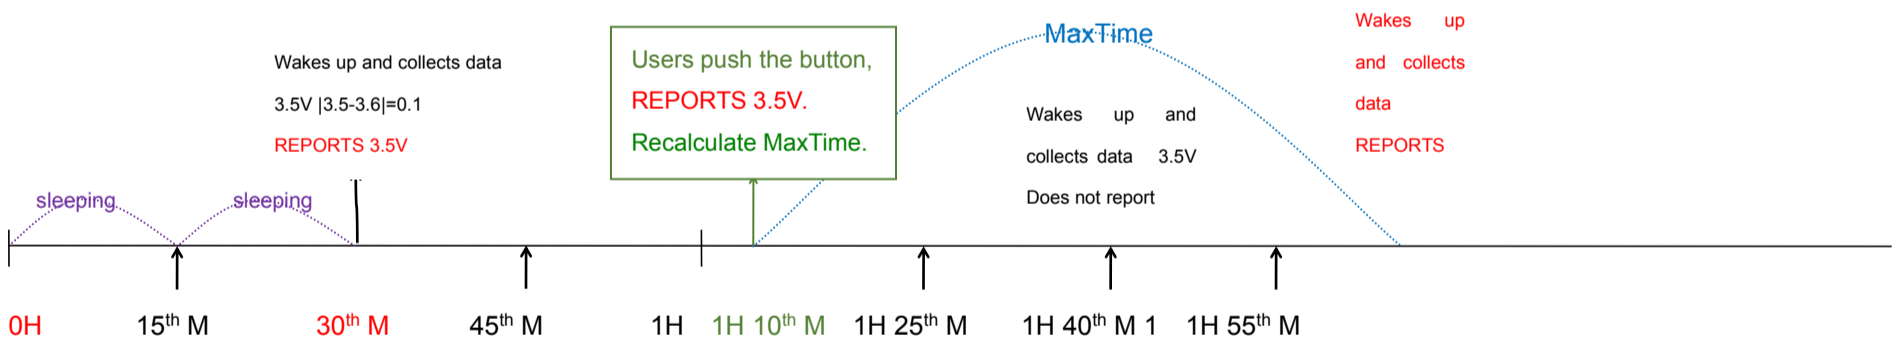 Wakes up and collects data
3.5V |3.5-3.6|=0.1
REPORTS 3.5V
Users push the button,
REPORTS 3.5V.
Recalculate MaxTime.
MaxTime
Wakes up and
collects data 3.5V
Does not report
Wakes up
and collects
data
REPORTS
sleeping
sleeping
0H
15th M
30th M
45th M
1H
1H 10th M
1H 25th M
1H 40th M 1
1H 55th M